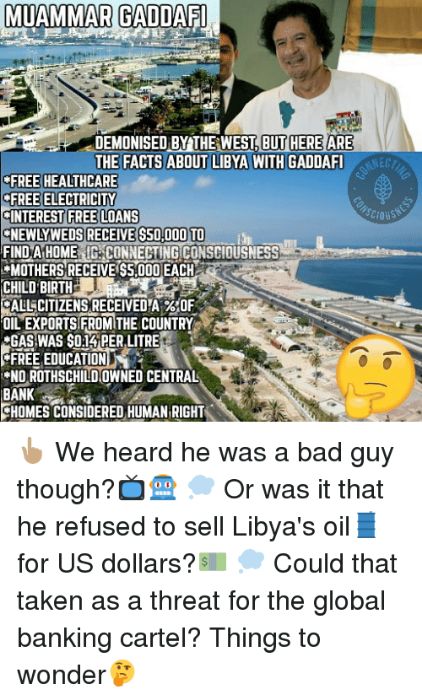 MUAMMAR GADDAFI
DEMONISED BY THE WEST, BUT HERE ARE
THE FACTS ABOUT LIBYA WITH GADDAFI
CONNECTING
CONSCIOUSNESS
*FREE HEALTHCARE
*FREE ELECTRICITY
*INTEREST FREE LOANS
*NEWLYWEDS RECEIVE $50,000 TO
FIND A HOME IG: CONNECTING CONSCIOUSNESS
*MOTHERS RECEIVE $5,000 EACH
CHILD BIRTH
*ALL CITIZENS RECEIVED A % OF
OIL EXPORTS FROM THE COUNTRY
*GAS WAS $0.14 PER LITRE
*FREE EDUCATION
*NO ROTHSCHILD OWNED CENTRAL
BANK
*HOMES CONSIDERED HUMAN RIGHT
👆🏽 We heard he was a bad guy
though?📺🤖 💭 Or was it that
he refused to sell Libya's oil🛢
for US dollars?💵 💭 Could that
taken as a threat for the global
banking cartel? Things to
wonder🤔